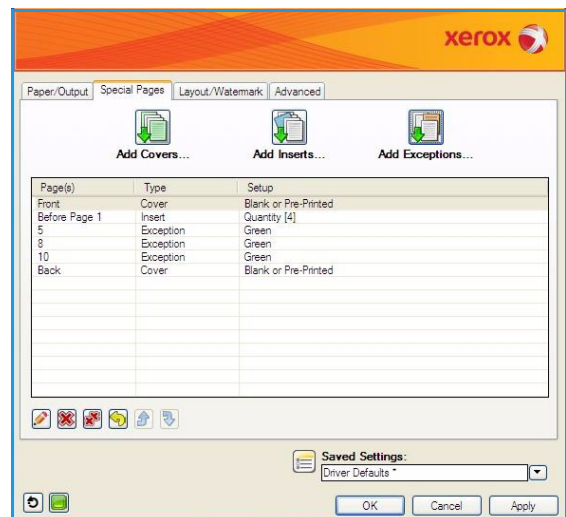 xerox
Paper/Output Special Pages Layout/Watermark Advanced
Add Covers... Add Inserts... Add Exceptions...
Page(s) Type Setup
Front Cover Blank or Pre-Printed
Before Page 1 Insert Quantity [4]
5 Exception Green
8 Exception Green
10 Exception Green
Back Cover Blank or Pre-Printed
Saved Settings:
Driver Defaults *
OK Cancel Apply